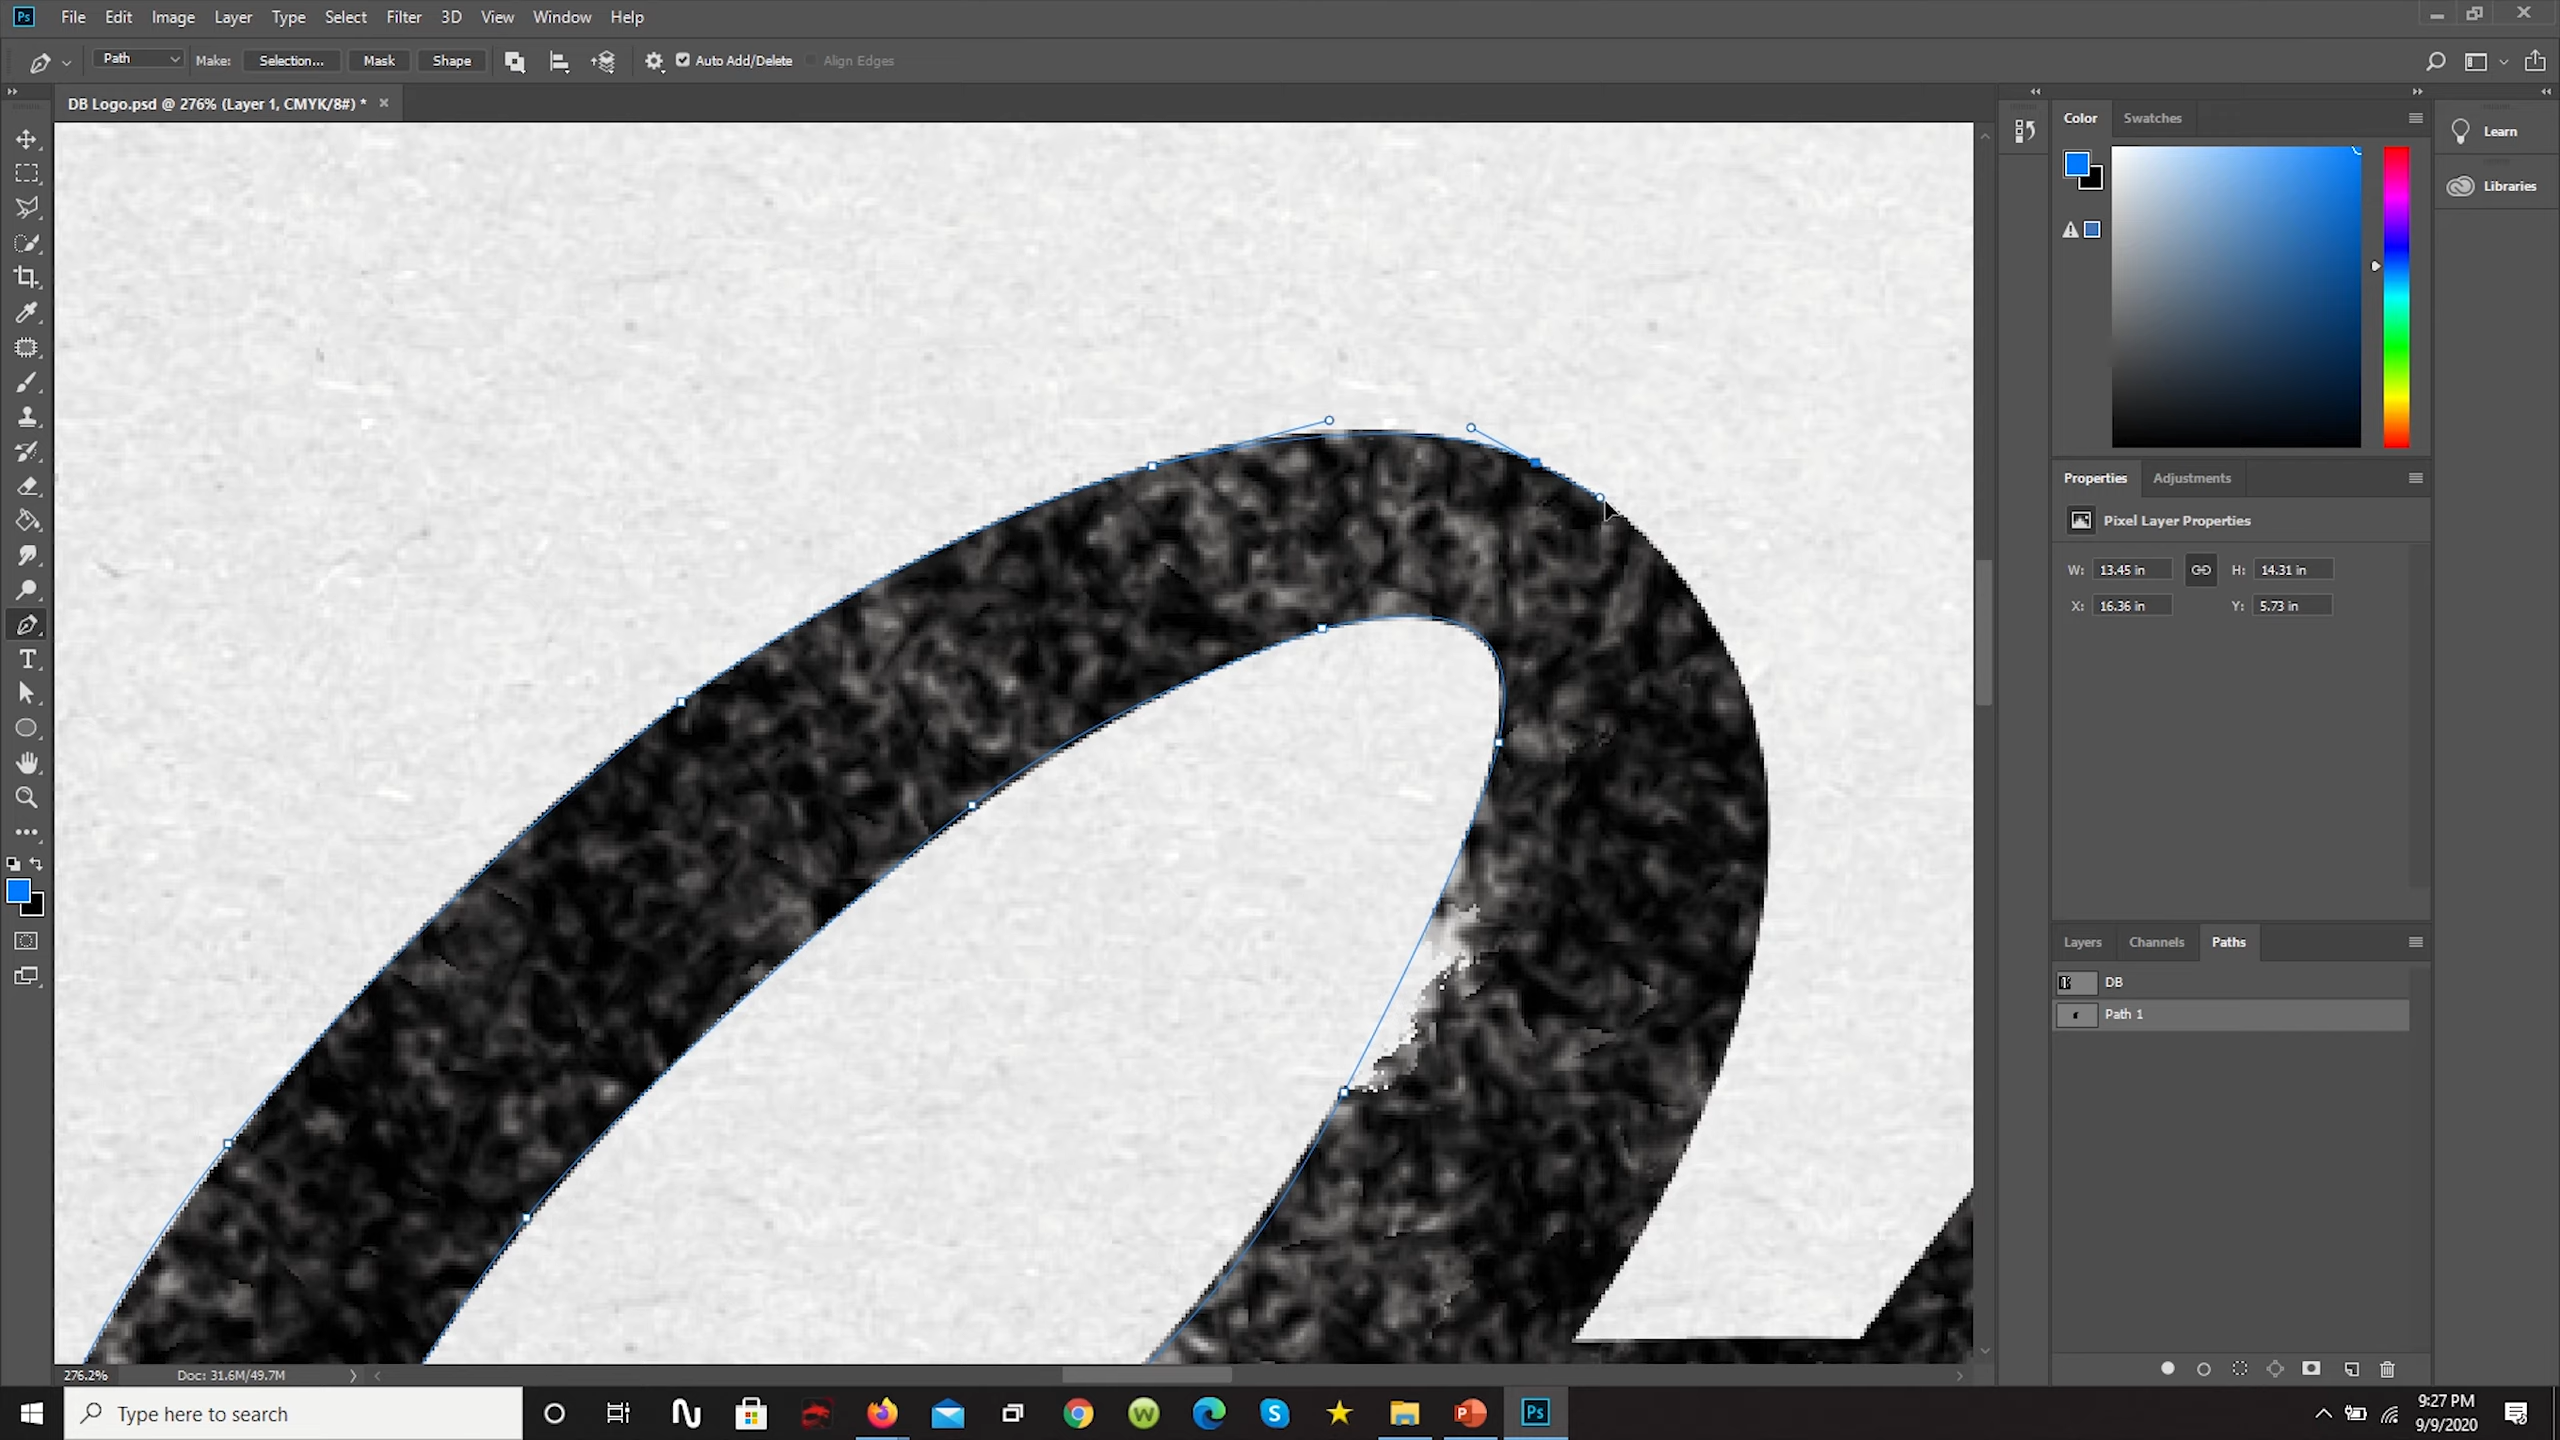 Ps File Edit Image Layer Type Select Filter 3D View Window Help
Path Make: Selection... Mask Shape Auto Add/Delete Align Edges
DB Logo.psd @ 276% (Layer 1, CMYK/8#) * ×
Color Swatches
Learn
Libraries
Properties Adjustments
Pixel Layer Properties
W: 13.45 in H: 14.31 in
X: 16.36 in Y: 5.73 in
Layers Channels Paths
DB
Path 1
276.2% Doc: 31.6M/49.7M
Type here to search
Ps
9:27 PM
9/9/2020